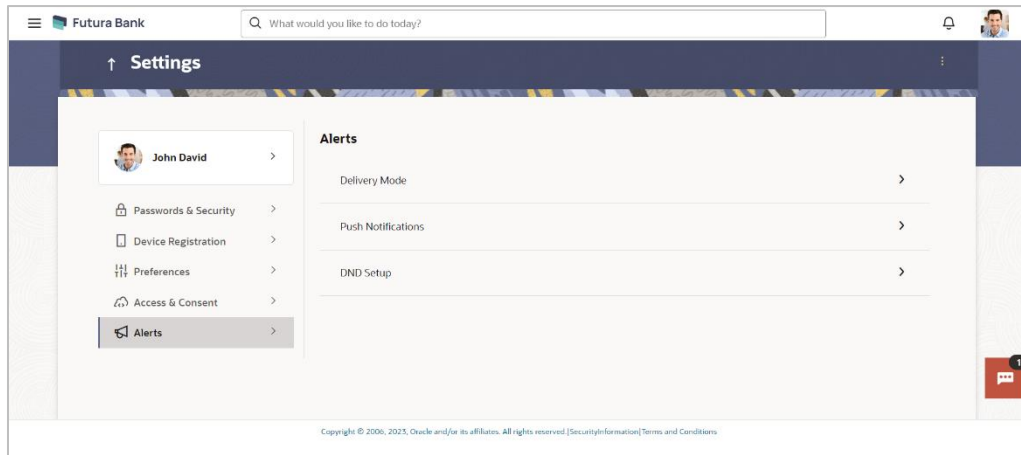 Futura Bank
What would you like to do today?
↑ Settings
John David
Passwords & Security
Device Registration
Preferences
Access & Consent
Alerts
Alerts
Delivery Mode
Push Notifications
DND Setup
1
Copyright © 2006, 2023, Oracle and/or its affiliates. All rights reserved.|SecurityInformation|Terms and Conditions